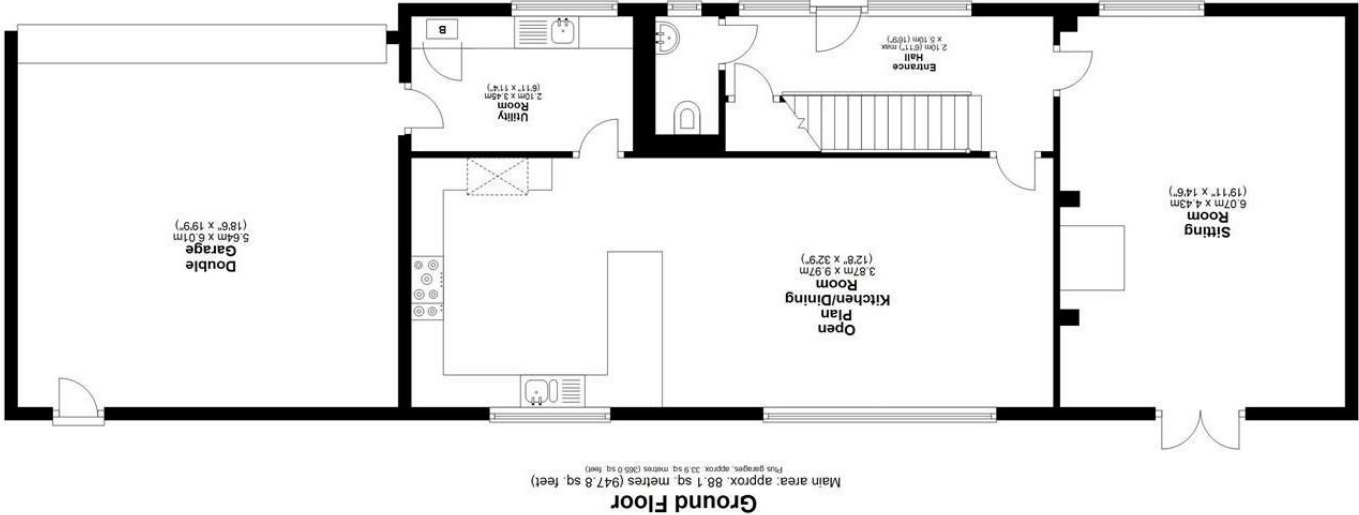 Ground Floor
Main area: approx. 88.1 sq. metres (947.8 sq. feet)
Plus garages, approx. 33.9 sq. metres (365.0 sq. feet)
Sitting
Room
6.07m x 4.43m
(19'11" x 14'6")
Open
Plan
Kitchen/Dining
Room
3.87m x 9.97m
(12'8" x 32'9")
Double
Garage
5.64m x 6.01m
(18'6" x 19'9")
Entrance
Hall
2.10m (6'11") max
x 5.10m (16'9")
Utility
Room
2.10m x 3.45m
(6'11" x 11'4")
B